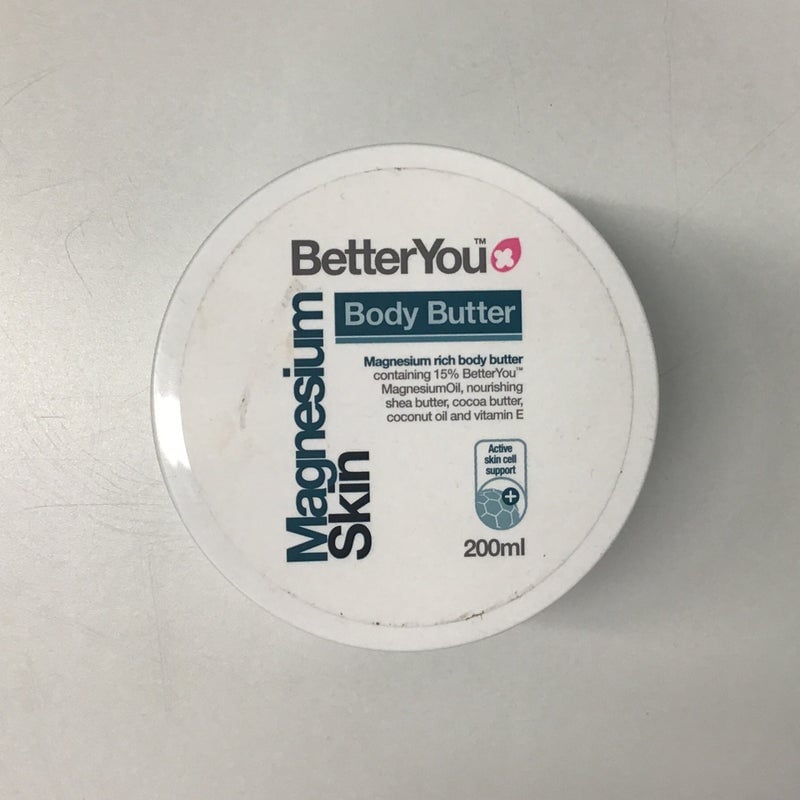 BetterYou™
Magnesium
Skin
Body Butter
Magnesium rich body butter
containing 15% BetterYou™
MagnesiumOil, nourishing
shea butter, cocoa butter,
coconut oil and vitamin E
Active
skin cell
support
200ml